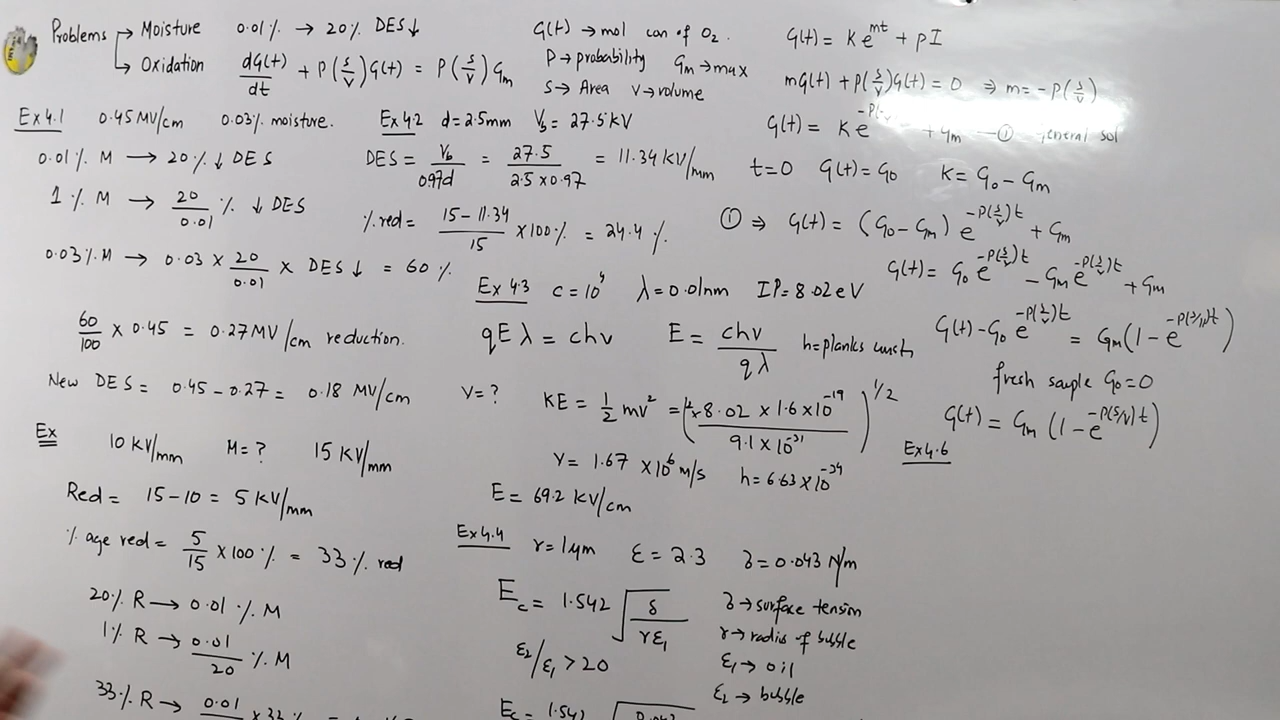 Problems → Moisture 0.01% → 20% DES↓
→ Oxidation dG(t)/dt + P(s/v)G(t) = P(s/v) Gm
G(t) → mol con of O2.
P → probability Gm → max
S → Area V → volume
G(t) = K e^mt + PI
mG(t) + P(s/v)G(t) = 0 ⇒ m = -P(s/v)
G(t) = K e^-P( + Gm — ① general sol
t=0 G(t) = G0 K = G0 - Gm
① ⇒ G(t) = (G0 - Gm) e^-P(s/v)t + Gm
G(t) = G0 e^-P(s/v)t - Gm e^-P(s/v)t + Gm
G(t) - G0 e^-P(s/v)t = Gm(1 - e^-P(s/v)t)
fresh sample G0 = 0
G(t) = Gm (1 - e^-P(s/v)t)
Ex 4.6
Ex 4.1 0.45 MV/cm 0.03% moisture.
0.01% M → 20% ↓ DES
1% M → 20/0.01 % ↓ DES
0.03% M → 0.03 × 20/0.01 × DES↓ = 60%
60/100 × 0.45 = 0.27 MV/cm reduction.
New DES = 0.45 - 0.27 = 0.18 MV/cm
Ex 10 KV/mm M = ? 15 KV/mm
Red = 15 - 10 = 5 KV/mm
% age red = 5/15 × 100% = 33% red
20% R → 0.01 % M
1% R → 0.01/20 % M
33% R → 0.01 × 33%
Ex 4.2 d = 2.5mm Vb = 27.5 KV
DES = Vb/0.97d = 27.5/2.5×0.97 = 11.34 KV/mm
% red = 15 - 11.34/15 × 100% = 24.4 %.
Ex 4.3 c = 10^4 λ = 0.01nm IP = 8.02 eV
qEλ = chv E = chv/qλ h = planks const
V = ? KE = 1/2 mv² = (2 × 8.02 × 1.6 × 10^-19/9.1 × 10^-31)^1/2
V = 1.67 × 10^6 m/s h = 6.63 × 10^-34
E = 69.2 KV/cm
Ex 4.4 r = 1μm ε = 2.3 δ = 0.043 N/m
Ec = 1.542 √δ/rε1
ε2/ε1 > 20
δ → surface tension
r → radis of bubble
ε1 → oil
ε2 → bubble
Ec = 1.542 √0.043